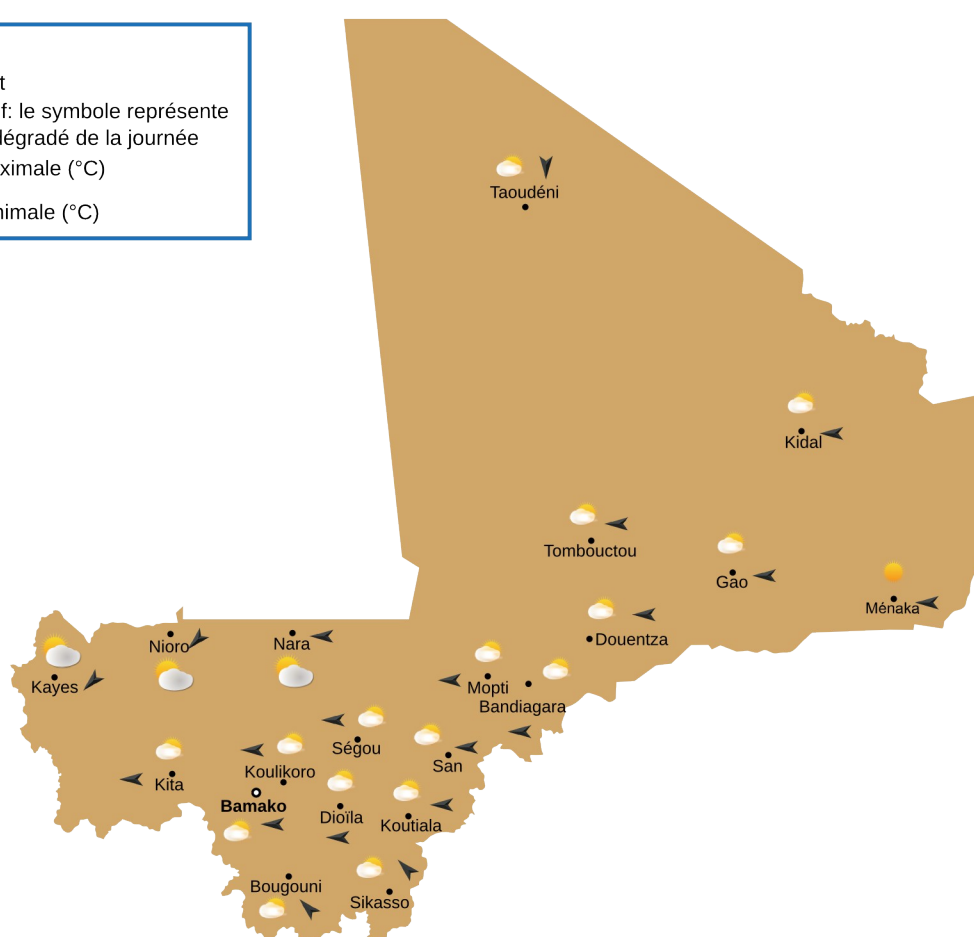 t
f: le symbole représente
dégradé de la journée
ximale (°C)
nimale (°C)
Taoudéni
Kidal
Tombouctou
Gao
Ménaka
Douentza
Nioro
Nara
Kayes
Mopti
Bandiagara
Ségou
San
Koulikoro
Kita
Bamako
Dioïla
Koutiala
Bougouni
Sikasso